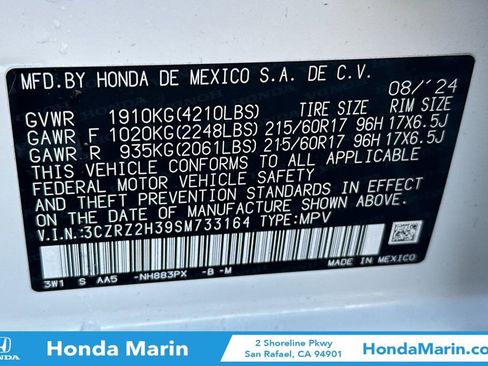 MFD.BY HONDA DE MEXICO S.A. DE C.V.
08/'24
GVWR 1910KG(4210LBS) TIRE SIZE RIM SIZE
GAWR F 1020KG(2248LBS) 215/60R17 96H 17X6.5J
GAWR R 935KG(2061LBS) 215/60R17 96H 17X6.5J
THIS VEHICLE CONFORMS TO ALL APPLICABLE
FEDERAL MOTOR VEHICLE SAFETY
AND THEFT PREVENTION STANDARDS IN EFFECT
ON THE DATE OF MANUFACTURE SHOWN ABOVE.
V.I.N.:3CZRZ2H39SM733164 TYPE:MPV
3W1 S AA5 -NH883PX -B -M
MADE IN MEXICO
HONDA
Honda Marin
2 Shoreline Pkwy
San Rafael, CA 94901
HondaMarin.com